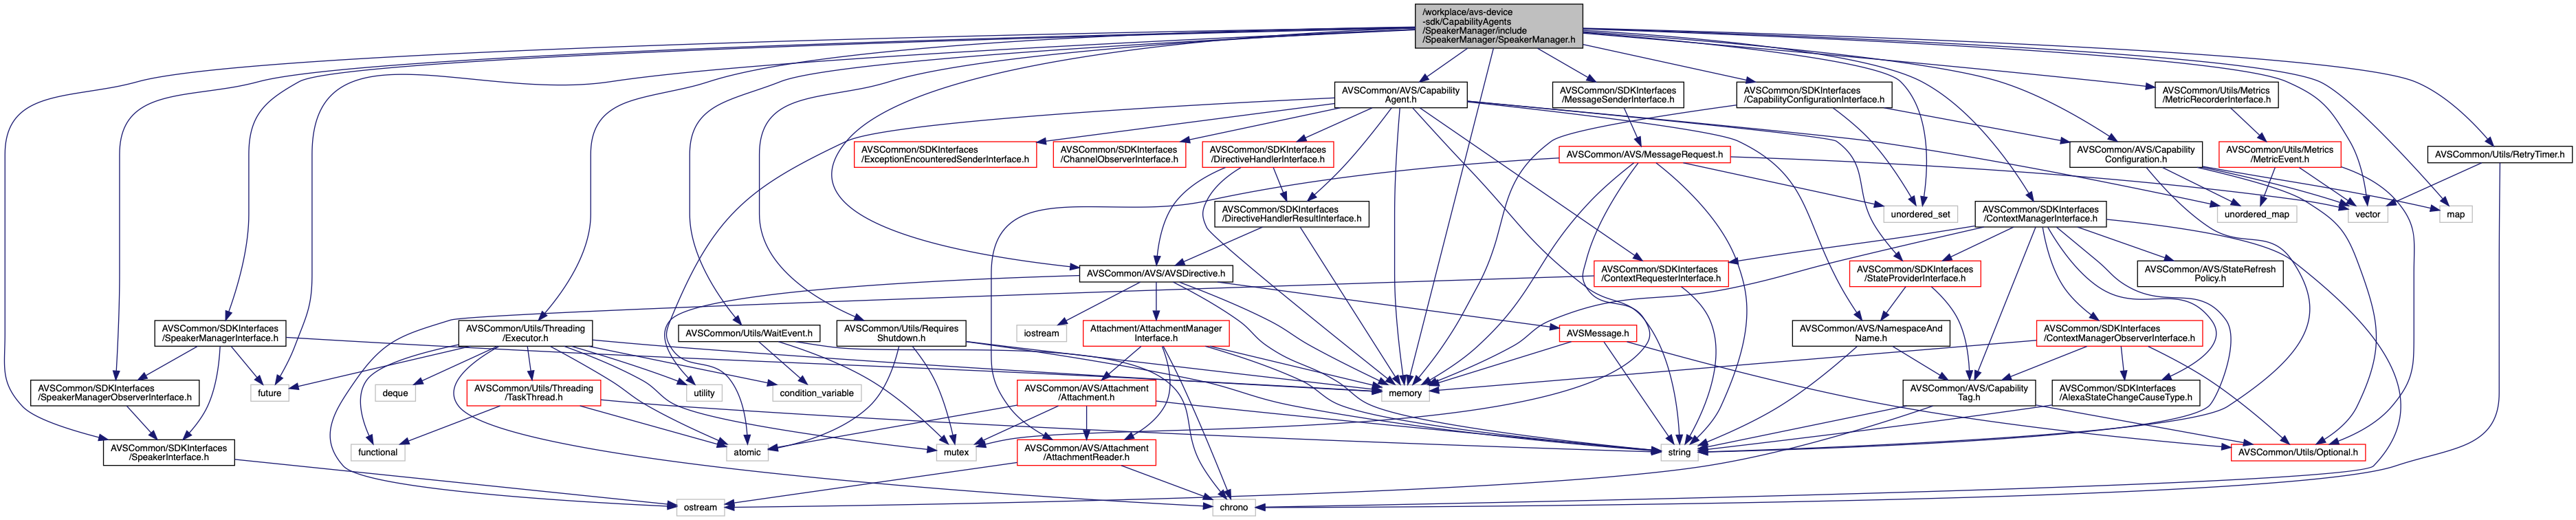 /workplace/avs-device
-sdk/CapabilityAgents
/SpeakerManager/include
/SpeakerManager/SpeakerManager.h
AVSCommon/AVS/Capability
Agent.h
AVSCommon/SDKInterfaces
/MessageSenderInterface.h
AVSCommon/SDKInterfaces
/CapabilityConfigurationInterface.h
AVSCommon/Utils/Metrics
/MetricRecorderInterface.h
AVSCommon/SDKInterfaces
/ExceptionEncounteredSenderInterface.h
AVSCommon/SDKInterfaces
/ChannelObserverInterface.h
AVSCommon/SDKInterfaces
/DirectiveHandlerInterface.h
AVSCommon/AVS/MessageRequest.h
AVSCommon/AVS/Capability
Configuration.h
AVSCommon/Utils/Metrics
/MetricEvent.h
AVSCommon/Utils/RetryTimer.h
AVSCommon/SDKInterfaces
/DirectiveHandlerResultInterface.h
unordered_set
AVSCommon/SDKInterfaces
/ContextManagerInterface.h
unordered_map
vector
map
AVSCommon/AVS/AVSDirective.h
AVSCommon/SDKInterfaces
/ContextRequesterInterface.h
AVSCommon/SDKInterfaces
/StateProviderInterface.h
AVSCommon/AVS/StateRefresh
Policy.h
AVSCommon/SDKInterfaces
/SpeakerManagerInterface.h
AVSCommon/Utils/Threading
/Executor.h
AVSCommon/Utils/WaitEvent.h
AVSCommon/Utils/Requires
Shutdown.h
iostream
Attachment/AttachmentManager
Interface.h
AVSMessage.h
AVSCommon/AVS/NamespaceAnd
Name.h
AVSCommon/SDKInterfaces
/ContextManagerObserverInterface.h
AVSCommon/SDKInterfaces
/SpeakerManagerObserverInterface.h
future
deque
AVSCommon/Utils/Threading
/TaskThread.h
utility
condition_variable
AVSCommon/AVS/Attachment
/Attachment.h
memory
AVSCommon/AVS/Capability
Tag.h
AVSCommon/SDKInterfaces
/AlexaStateChangeCauseType.h
AVSCommon/SDKInterfaces
/SpeakerInterface.h
functional
atomic
mutex
AVSCommon/AVS/Attachment
/AttachmentReader.h
string
AVSCommon/Utils/Optional.h
ostream
chrono